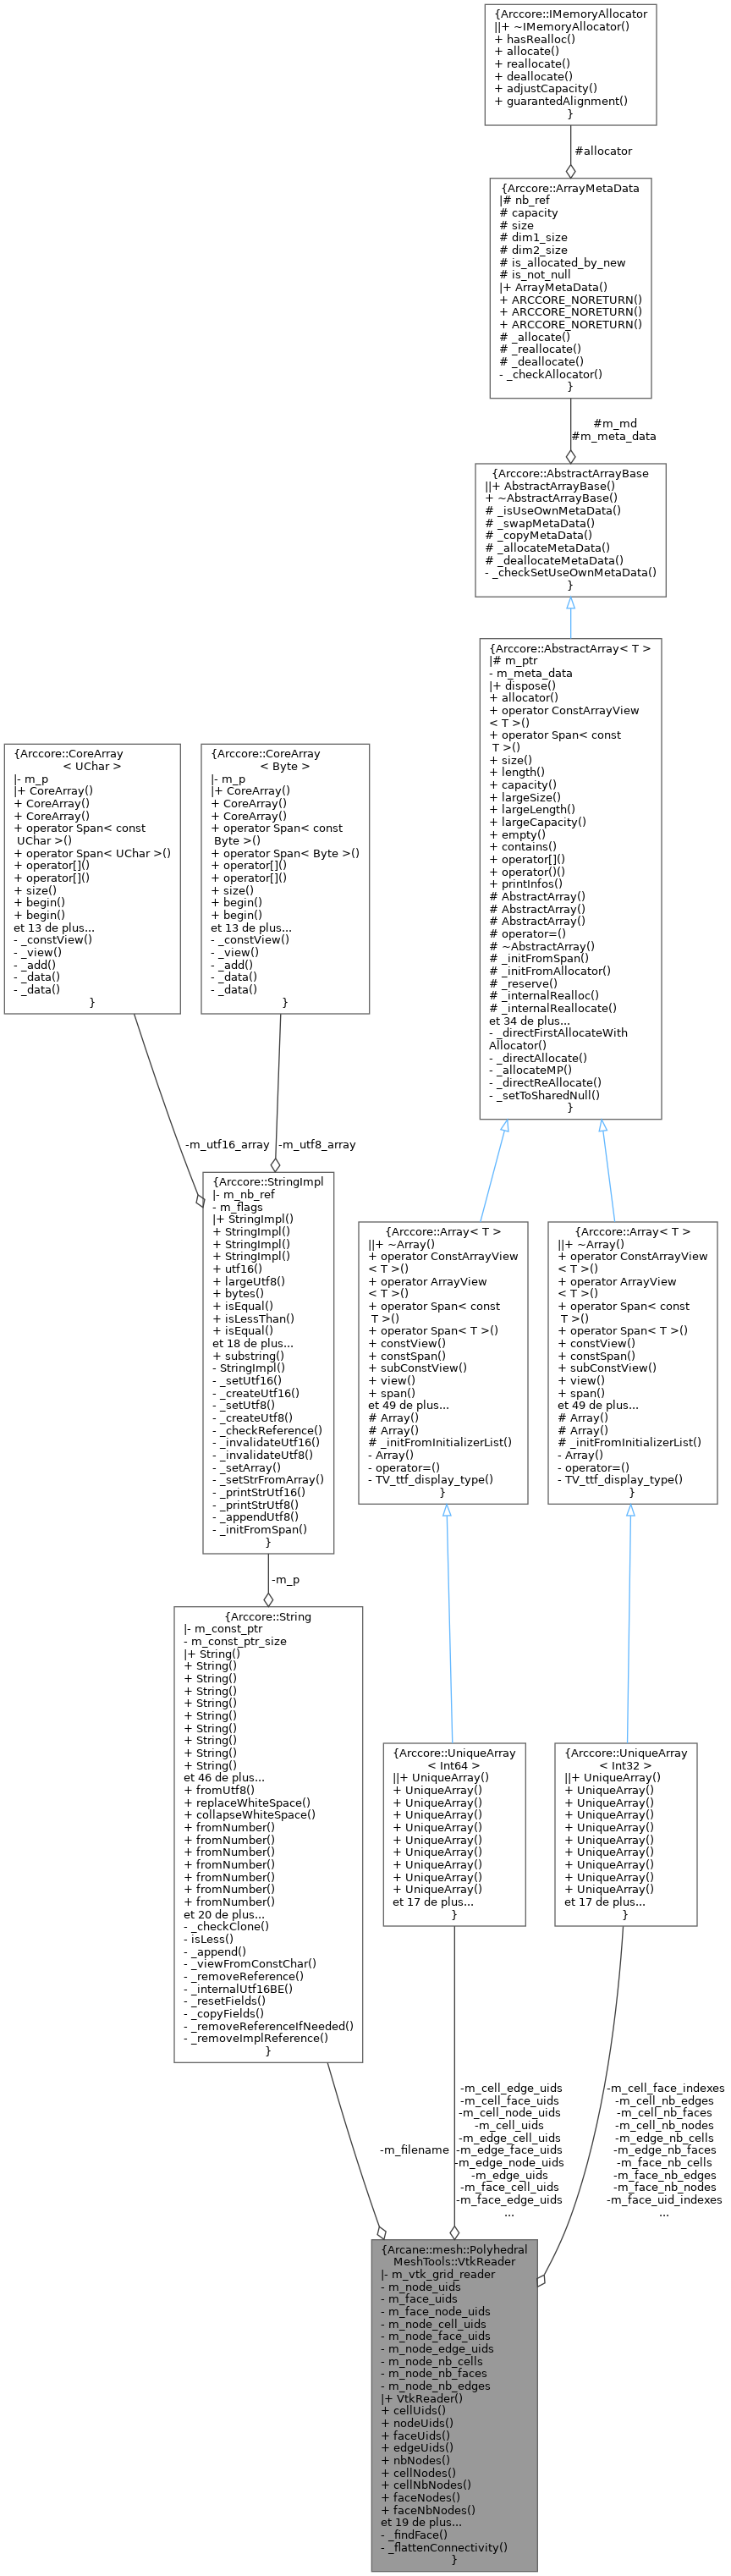 {Arccore::IMemoryAllocator
||+ ~IMemoryAllocator()
+ hasRealloc()
+ allocate()
+ reallocate()
+ deallocate()
+ adjustCapacity()
+ guarantedAlignment()
}
#allocator
{Arccore::ArrayMetaData
|# nb_ref
# capacity
# size
# dim1_size
# dim2_size
# is_allocated_by_new
# is_not_null
|+ ArrayMetaData()
+ ARCCORE_NORETURN()
+ ARCCORE_NORETURN()
+ ARCCORE_NORETURN()
# _allocate()
# _reallocate()
# _deallocate()
- _checkAllocator()
}
#m_md
#m_meta_data
{Arccore::AbstractArrayBase
||+ AbstractArrayBase()
+ ~AbstractArrayBase()
# _isUseOwnMetaData()
# _swapMetaData()
# _copyMetaData()
# _allocateMetaData()
# _deallocateMetaData()
- _checkSetUseOwnMetaData()
}
{Arccore::AbstractArray< T >
|# m_ptr
- m_meta_data
|+ dispose()
+ allocator()
+ operator ConstArrayView
< T >()
+ operator Span< const
 T >()
+ size()
+ length()
+ capacity()
+ largeSize()
+ largeLength()
+ largeCapacity()
+ empty()
+ contains()
+ operator[]()
+ operator()()
+ printInfos()
# AbstractArray()
# AbstractArray()
# AbstractArray()
# operator=()
# ~AbstractArray()
# _initFromSpan()
# _initFromAllocator()
# _reserve()
# _internalRealloc()
# _internalReallocate()
et 34 de plus...
- _directFirstAllocateWith
Allocator()
- _directAllocate()
- _allocateMP()
- _directReAllocate()
- _setToSharedNull()
}
{Arccore::CoreArray
< UChar >
|- m_p
|+ CoreArray()
+ CoreArray()
+ CoreArray()
+ operator Span< const
 UChar >()
+ operator Span< UChar >()
+ operator[]()
+ operator[]()
+ size()
+ begin()
+ begin()
et 13 de plus...
- _constView()
- _view()
- _add()
- _data()
- _data()
}
{Arccore::CoreArray
< Byte >
|- m_p
|+ CoreArray()
+ CoreArray()
+ CoreArray()
+ operator Span< const
 Byte >()
+ operator Span< Byte >()
+ operator[]()
+ operator[]()
+ size()
+ begin()
+ begin()
et 13 de plus...
- _constView()
- _view()
- _add()
- _data()
- _data()
}
-m_utf16_array
-m_utf8_array
{Arccore::StringImpl
|- m_nb_ref
- m_flags
|+ StringImpl()
+ StringImpl()
+ StringImpl()
+ StringImpl()
+ utf16()
+ largeUtf8()
+ bytes()
+ isEqual()
+ isLessThan()
+ isEqual()
et 18 de plus...
+ substring()
- StringImpl()
- _setUtf16()
- _createUtf16()
- _setUtf8()
- _createUtf8()
- _checkReference()
- _invalidateUtf16()
- _invalidateUtf8()
- _setArray()
- _setStrFromArray()
- _printStrUtf16()
- _printStrUtf8()
- _appendUtf8()
- _initFromSpan()
}
{Arccore::Array< T >
||+ ~Array()
+ operator ConstArrayView
< T >()
+ operator ArrayView
< T >()
+ operator Span< const
 T >()
+ operator Span< T >()
+ constView()
+ constSpan()
+ subConstView()
+ view()
+ span()
et 49 de plus...
# Array()
# Array()
# _initFromInitializerList()
- Array()
- operator=()
- TV_ttf_display_type()
}
{Arccore::Array< T >
||+ ~Array()
+ operator ConstArrayView
< T >()
+ operator ArrayView
< T >()
+ operator Span< const
 T >()
+ operator Span< T >()
+ constView()
+ constSpan()
+ subConstView()
+ view()
+ span()
et 49 de plus...
# Array()
# Array()
# _initFromInitializerList()
- Array()
- operator=()
- TV_ttf_display_type()
}
-m_p
{Arccore::String
|- m_const_ptr
- m_const_ptr_size
|+ String()
+ String()
+ String()
+ String()
+ String()
+ String()
+ String()
+ String()
+ String()
+ String()
et 46 de plus...
+ fromUtf8()
+ replaceWhiteSpace()
+ collapseWhiteSpace()
+ fromNumber()
+ fromNumber()
+ fromNumber()
+ fromNumber()
+ fromNumber()
+ fromNumber()
+ fromNumber()
et 20 de plus...
- _checkClone()
- isLess()
- _append()
- _viewFromConstChar()
- _removeReference()
- _internalUtf16BE()
- _resetFields()
- _copyFields()
- _removeReferenceIfNeeded()
- _removeImplReference()
}
{Arccore::UniqueArray
< Int64 >
||+ UniqueArray()
+ UniqueArray()
+ UniqueArray()
+ UniqueArray()
+ UniqueArray()
+ UniqueArray()
+ UniqueArray()
+ UniqueArray()
+ UniqueArray()
+ UniqueArray()
et 17 de plus...
}
{Arccore::UniqueArray
< Int32 >
||+ UniqueArray()
+ UniqueArray()
+ UniqueArray()
+ UniqueArray()
+ UniqueArray()
+ UniqueArray()
+ UniqueArray()
+ UniqueArray()
+ UniqueArray()
+ UniqueArray()
et 17 de plus...
}
-m_filename
-m_cell_edge_uids
-m_cell_face_uids
-m_cell_node_uids
-m_cell_uids
-m_edge_cell_uids
-m_edge_face_uids
-m_edge_node_uids
-m_edge_uids
-m_face_cell_uids
-m_face_edge_uids
...
-m_cell_face_indexes
-m_cell_nb_edges
-m_cell_nb_faces
-m_cell_nb_nodes
-m_edge_nb_cells
-m_edge_nb_faces
-m_face_nb_cells
-m_face_nb_edges
-m_face_nb_nodes
-m_face_uid_indexes
...
{Arcane::mesh::Polyhedral
MeshTools::VtkReader
|- m_vtk_grid_reader
- m_node_uids
- m_face_uids
- m_face_node_uids
- m_node_cell_uids
- m_node_face_uids
- m_node_edge_uids
- m_node_nb_cells
- m_node_nb_faces
- m_node_nb_edges
|+ VtkReader()
+ cellUids()
+ nodeUids()
+ faceUids()
+ edgeUids()
+ nbNodes()
+ cellNodes()
+ cellNbNodes()
+ faceNodes()
+ faceNbNodes()
et 19 de plus...
- _findFace()
- _flattenConnectivity()
}